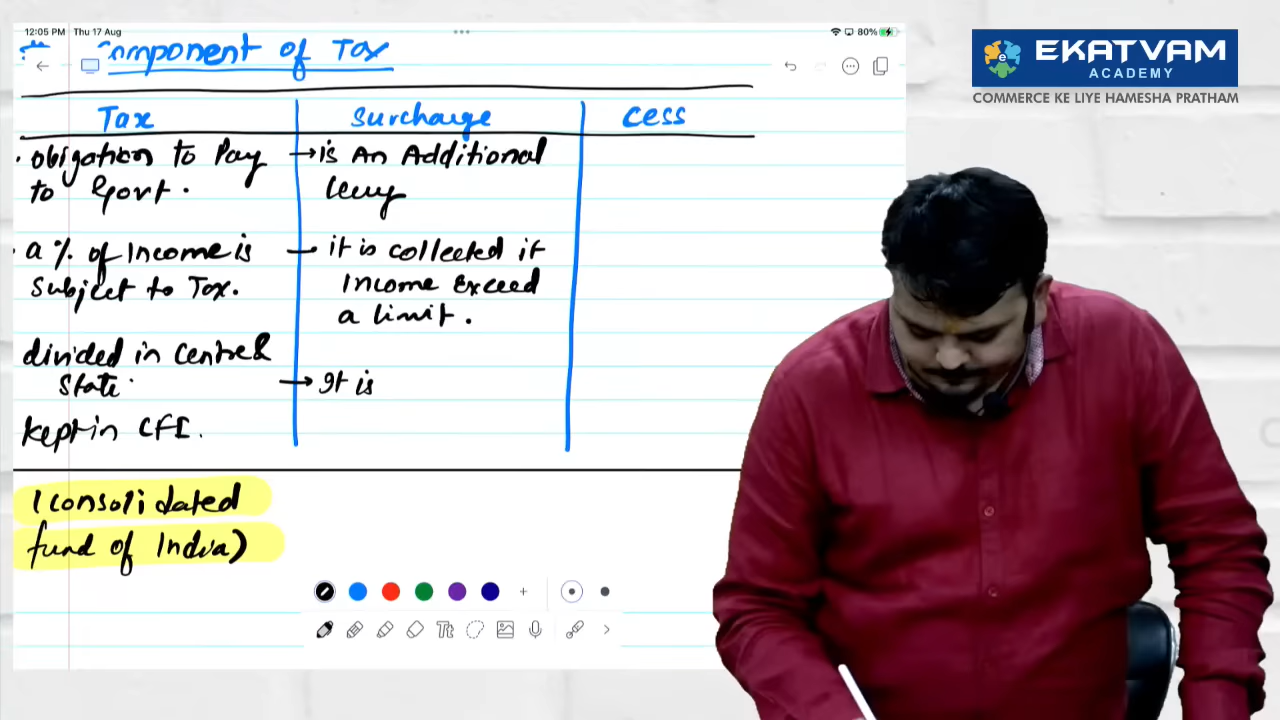 12:05 PM Thu 17 Aug
80%
Component of Tax
EKATVAM
ACADEMY
COMMERCE KE LIYE HAMESHA PRATHAM
Tax
Surcharge
Cess
. obligation to Pay
to Govt.
. a % of Income is
Subject to Tax.
divided in Central &
State.
kept in CFI.
(Consolidated
fund of India)
→ is An Additional
levy
→ it is collected if
Income Exceed
a limit.
→ It is
Tt